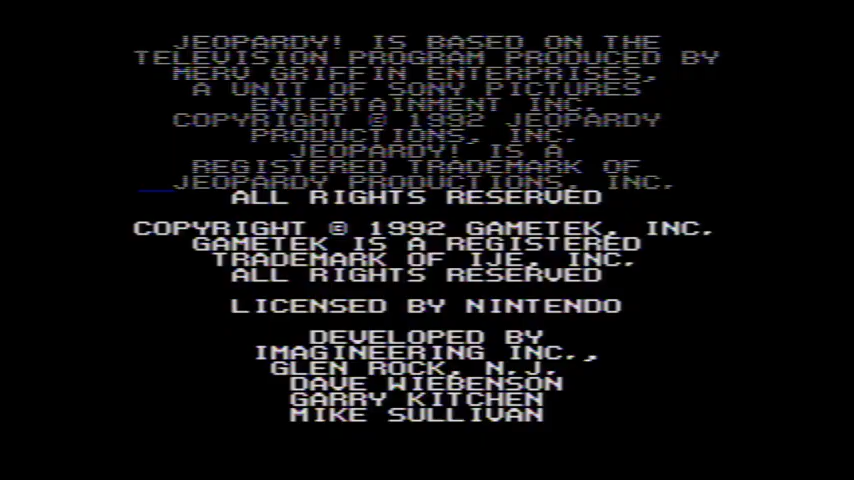 JEOPARDY! IS BASED ON THE
TELEVISION PROGRAM PRODUCED BY
MERV GRIFFIN ENTERPRISES,
A UNIT OF SONY PICTURES
ENTERTAINMENT INC.
COPYRIGHT © 1992 JEOPARDY
PRODUCTIONS, INC.
JEOPARDY! IS A
REGISTERED TRADEMARK OF
JEOPARDY PRODUCTIONS, INC.
ALL RIGHTS RESERVED
COPYRIGHT © 1992 GAMETEK, INC.
GAMETEK IS A REGISTERED
TRADEMARK OF IJE, INC.
ALL RIGHTS RESERVED
LICENSED BY NINTENDO
DEVELOPED BY
IMAGINEERING INC.,
GLEN ROCK, N.J.
DAVE WIEBENSON
GARRY KITCHEN
MIKE SULLIVAN